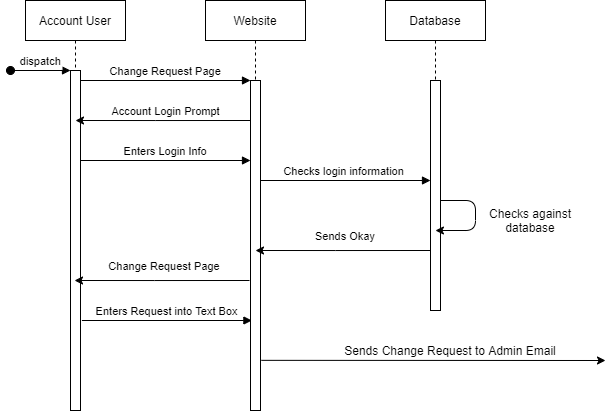 Account User
Website
Database
dispatch
Change Request Page
Account Login Prompt
Enters Login Info
Checks login information
Checks against
database
Sends Okay
Change Request Page
Enters Request into Text Box
Sends Change Request to Admin Email